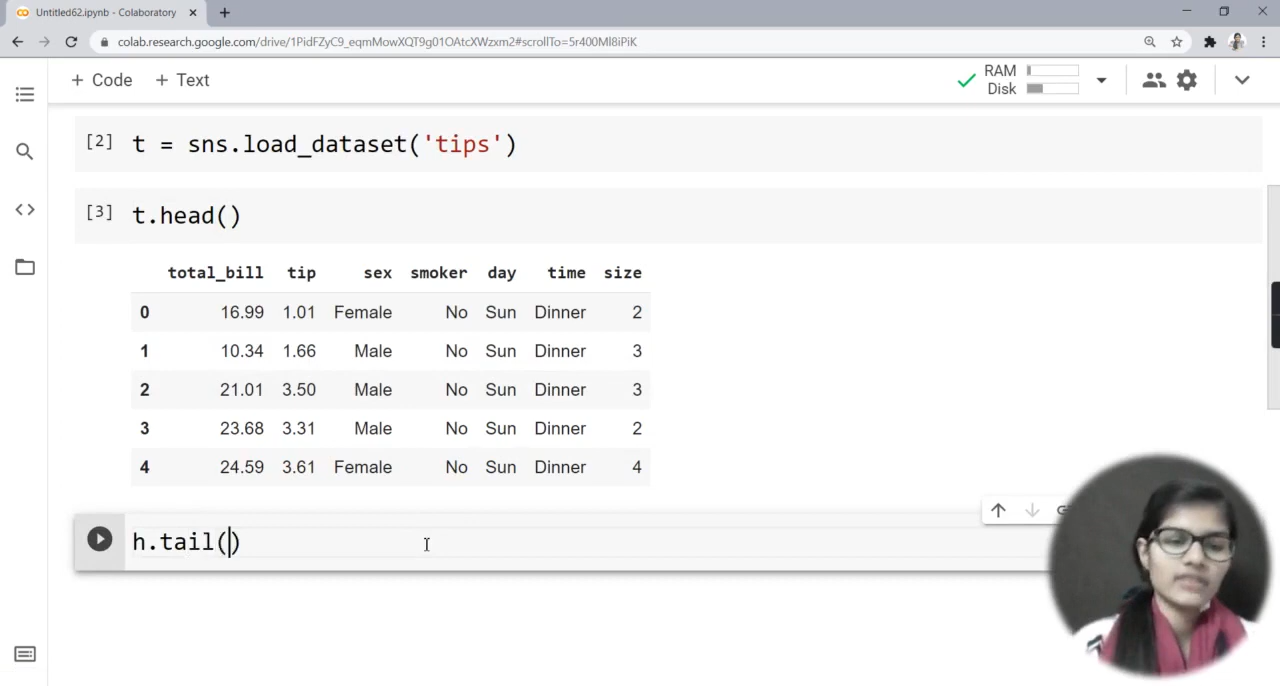 Untitled62.ipynb - Colaboratory
colab.research.google.com/drive/1PidFZyC9_eqmMowXQT9g01OAtcXWzxm2#scrollTo=5r400Ml8iPiK
+ Code + Text
RAM
Disk
[2] t = sns.load_dataset('tips')
[3] t.head()
total_bill tip sex smoker day time size
0 16.99 1.01 Female No Sun Dinner 2
1 10.34 1.66 Male No Sun Dinner 3
2 21.01 3.50 Male No Sun Dinner 3
3 23.68 3.31 Male No Sun Dinner 2
4 24.59 3.61 Female No Sun Dinner 4
h.tail()